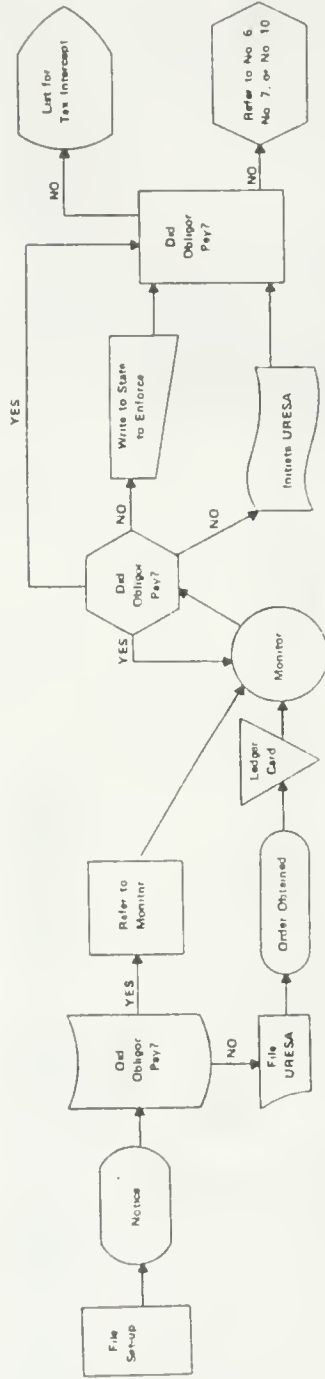 File
Set-up
Notice
Did
Obligor
Pay?
YES
Refer to
Monitor
NO
File
URESA
Order Obtained
Ledger
Card
Monitor
YES
Did
Obligor
Pay?
YES
NO
Write to State
to Enforce
NO
Initiate URESA
Did
Obligor
Pay?
NO
List for
Tax Intercept
NO
Refer to No 6,
No 7, or No 10